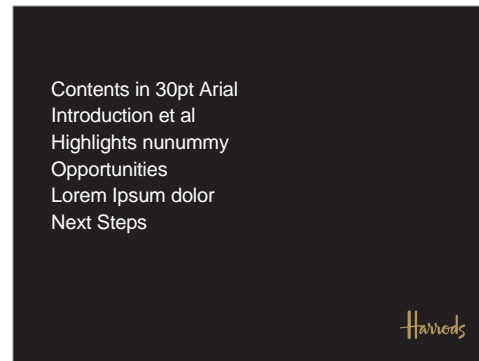 Contents in 30pt Arial
Introduction et al
Highlights nunummy
Opportunities
Lorem Ipsum dolor
Next Steps
Harrods